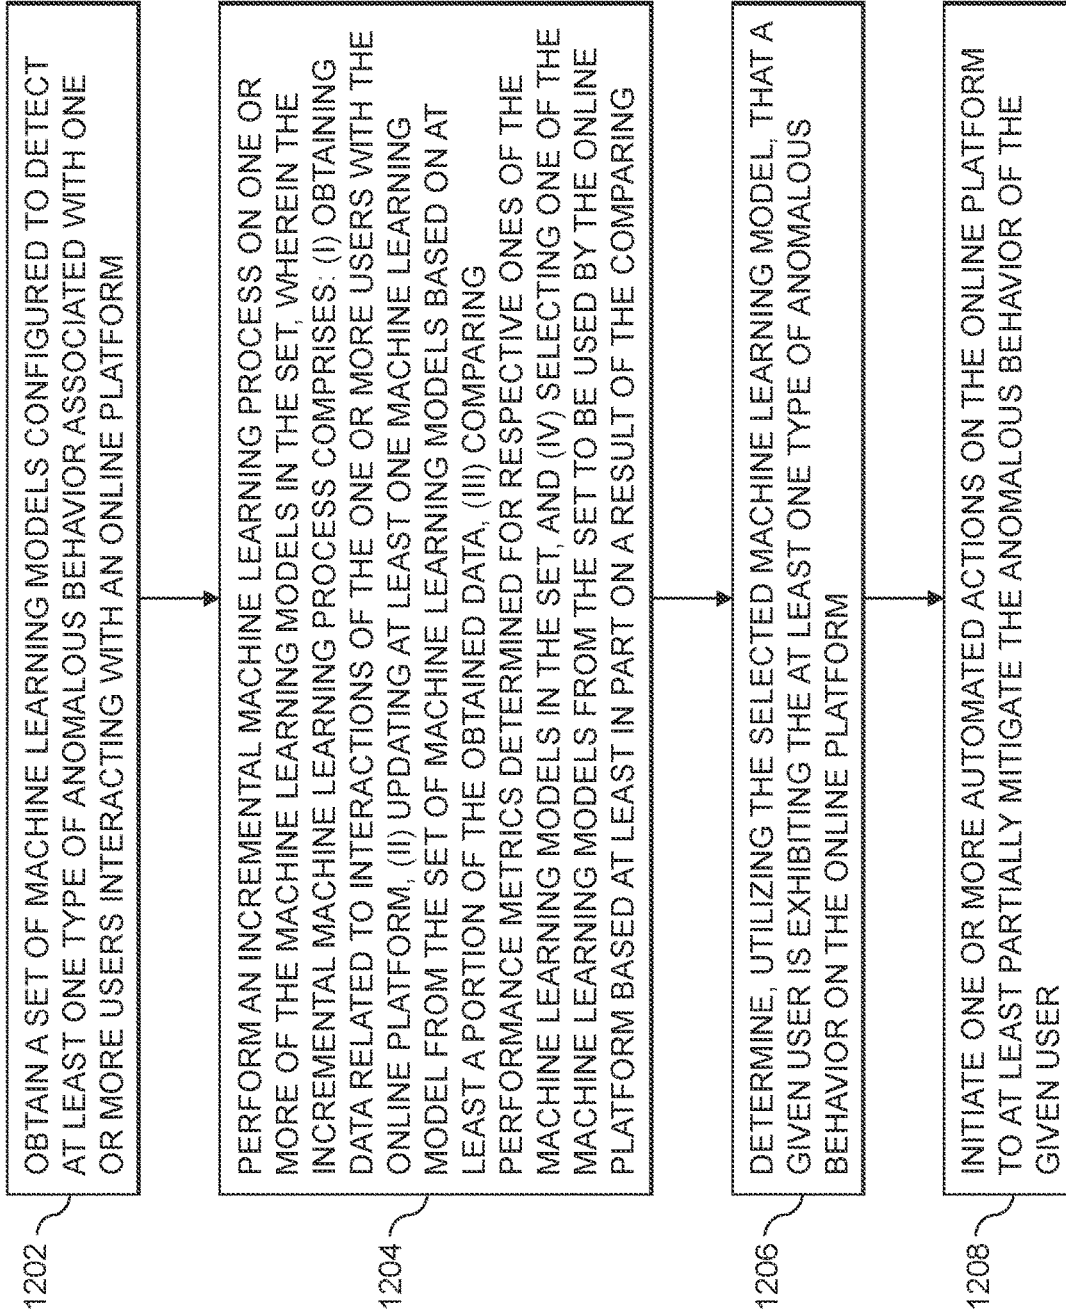 1202
OBTAIN A SET OF MACHINE LEARNING MODELS CONFIGURED TO DETECT
AT LEAST ONE TYPE OF ANOMALOUS BEHAVIOR ASSOCIATED WITH ONE
OR MORE USERS INTERACTING WITH AN ONLINE PLATFORM
1204
PERFORM AN INCREMENTAL MACHINE LEARNING PROCESS ON ONE OR
MORE OF THE MACHINE LEARNING MODELS IN THE SET, WHEREIN THE
INCREMENTAL MACHINE LEARNING PROCESS COMPRISES: (I) OBTAINING
DATA RELATED TO INTERACTIONS OF THE ONE OR MORE USERS WITH THE
ONLINE PLATFORM, (II) UPDATING AT LEAST ONE MACHINE LEARNING
MODEL FROM THE SET OF MACHINE LEARNING MODELS BASED ON AT
LEAST A PORTION OF THE OBTAINED DATA, (III) COMPARING
PERFORMANCE METRICS DETERMINED FOR RESPECTIVE ONES OF THE
MACHINE LEARNING MODELS IN THE SET, AND (IV) SELECTING ONE OF THE
MACHINE LEARNING MODELS FROM THE SET TO BE USED BY THE ONLINE
PLATFORM BASED AT LEAST IN PART ON A RESULT OF THE COMPARING
1206
DETERMINE, UTILIZING THE SELECTED MACHINE LEARNING MODEL, THAT A
GIVEN USER IS EXHIBITING THE AT LEAST ONE TYPE OF ANOMALOUS
BEHAVIOR ON THE ONLINE PLATFORM
1208
INITIATE ONE OR MORE AUTOMATED ACTIONS ON THE ONLINE PLATFORM
TO AT LEAST PARTIALLY MITIGATE THE ANOMALOUS BEHAVIOR OF THE
GIVEN USER